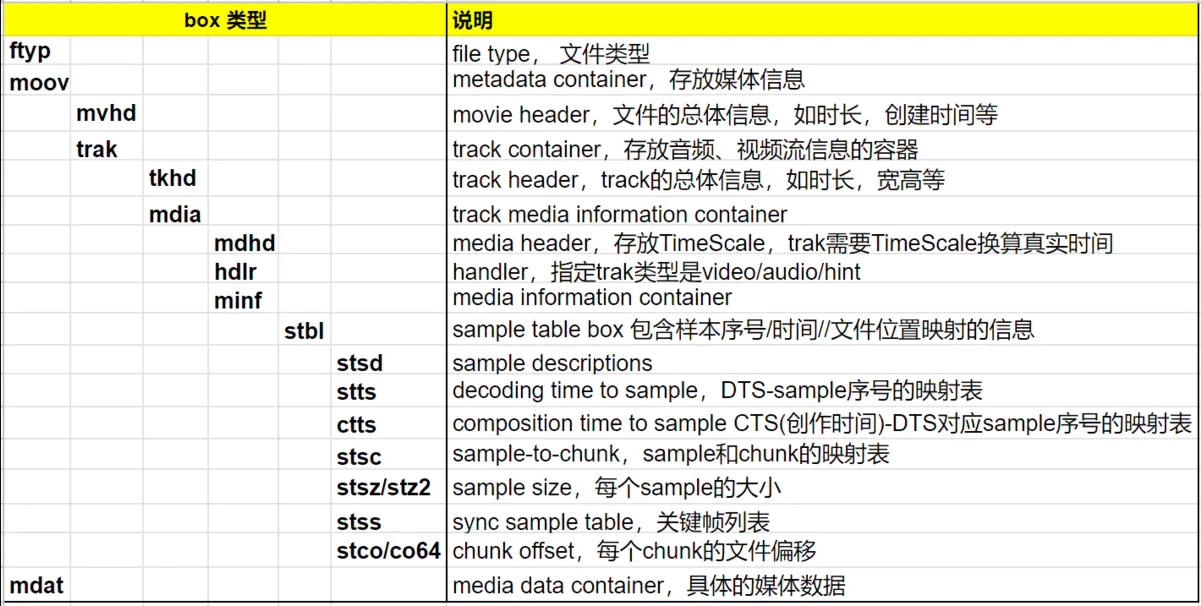 box 类型 说明
ftyp file type， 文件类型
moov metadata container，存放媒体信息
mvhd movie header，文件的总体信息，如时长，创建时间等
trak track container，存放音频、视频流信息的容器
tkhd track header，track的总体信息，如时长，宽高等
mdia track media information container
mdhd media header，存放TimeScale，trak需要TimeScale换算真实时间
hdlr handler，指定trak类型是video/audio/hint
minf media information container
stbl sample table box 包含样本序号/时间//文件位置映射的信息
stsd sample descriptions
stts decoding time to sample，DTS-sample序号的映射表
ctts composition time to sample CTS(创作时间)-DTS对应sample序号的映射表
stsc sample-to-chunk，sample和chunk的映射表
stsz/stz2 sample size，每个sample的大小
stss sync sample table，关键帧列表
stco/co64 chunk offset，每个chunk的文件偏移
mdat media data container，具体的媒体数据